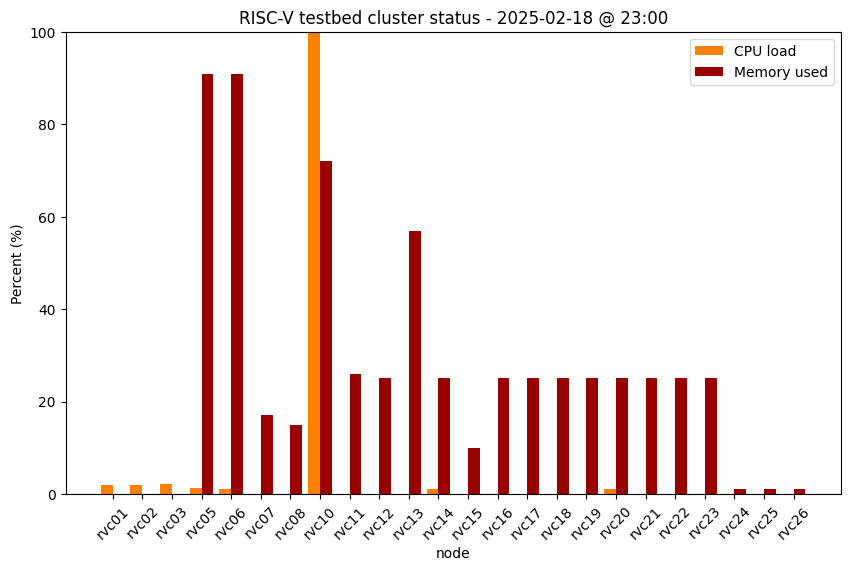 RISC-V testbed cluster status - 2025-02-18 @ 23:00
CPU load
Memory used
Percent (%)
100
80
60
40
20
0
rvc01 rvc02 rvc03 rvc05 rvc06 rvc07 rvc08 rvc10 rvc11 rvc12 rvc13 rvc14 rvc15 rvc16 rvc17 rvc18 rvc19 rvc20 rvc21 rvc22 rvc23 rvc24 rvc25 rvc26
node